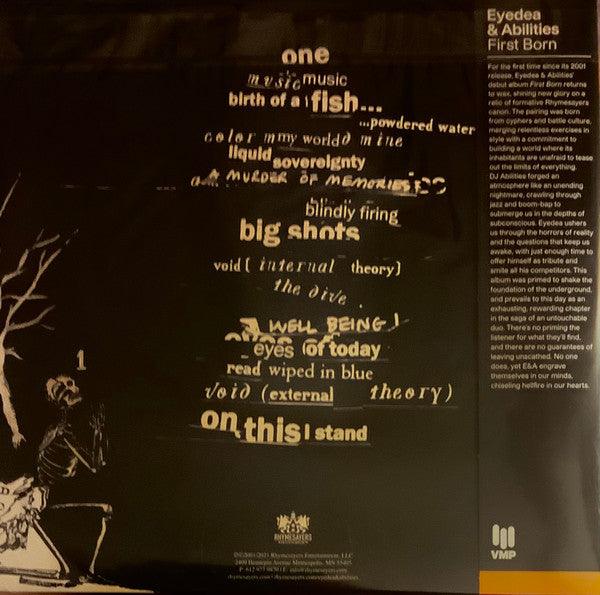 one
music music
birth of a fish...
...powdered water
color my world mine
liquid sovereignty
A MURDER OF MEMORIES
blindly firing
big shots
void ( internal theory)
the dive .
A WELL BEING
eyes of today
read wiped in blue
void (external theory)
on this I stand
1
RHYMESAYERS
©2001/2021 Rhymesayers Entertainment, LLC
2409 Hennepin Avenue Minneapolis, MN 55405
Eyedea
& Abilities
First Born
For the first time since its 2001
release, Eyedea & Abilities'
debut album First Born returns
to wax, shining new glory on a
relic of formative Rhymesayers
canon. The pairing was born
from cyphers and battle culture,
merging relentless exercises in
style with a commitment to
building a world where its
inhabitants are unafraid to tease
out the limits of everything.
DJ Abilities forged an
atmosphere like an unending
nightmare, crawling through
jazz and boom-bap to
submerge us in the depths of
subconscious. Eyedea ushers
us through the horrors of reality
and the questions that keep us
awake, with just enough time to
offer himself as tribute and
smite all his competitors. This
album was primed to shake the
foundation of the underground,
and prevails to this day as an
exhausting, rewarding chapter
in the saga of an untouchable
duo. There's no priming the
listener for what they'll find,
and there are no guarantees of
leaving unscathed. No one
does, yet E&A engrave
themselves in our minds,
chiseling hellfire in our hearts.
VMP